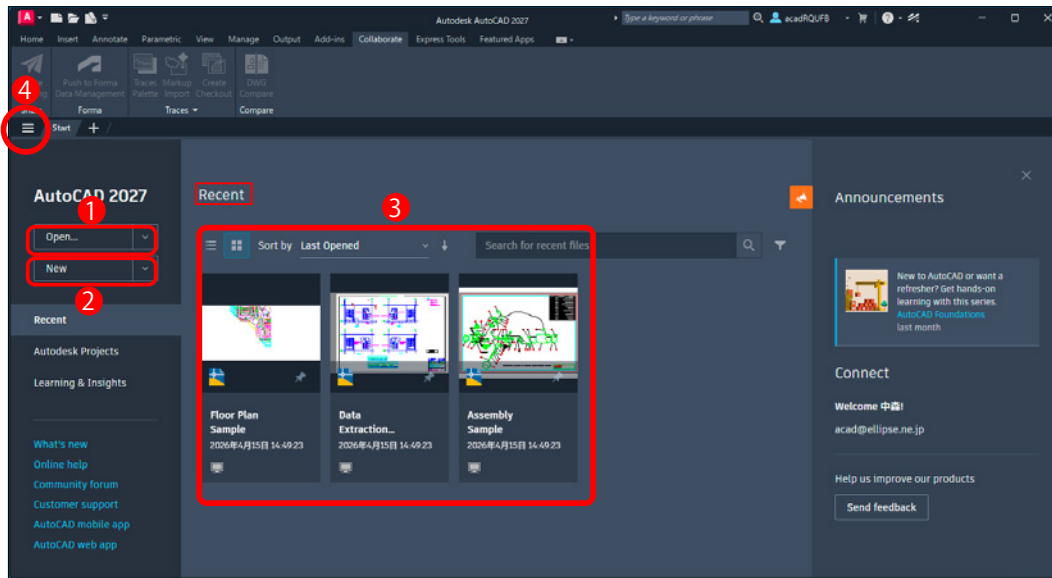 A
Autodesk AutoCAD 2027
Type a keyword or phrase
acadRQUFB
Home Insert Annotate Parametric View Manage Output Add-ins Collaborate Express Tools Featured Apps
4
Push to Forma
Data Management
Traces
Palette
Markup
Import
Create
Checkout
DWG
Compare
Forma
Traces
Compare
Start
AutoCAD 2027
1
Open...
New
2
Recent
Autodesk Projects
Learning & Insights
What's new
Online help
Community forum
Customer support
AutoCAD mobile app
AutoCAD web app
Recent
3
Sort by Last Opened
Search for recent files
Floor Plan
Sample
2026年4月15日 14:49:23
Data
Extraction...
2026年4月15日 14:49:23
Assembly
Sample
2026年4月15日 14:49:23
Announcements
New to AutoCAD or want a
refresher? Get hands-on
learning with this series.
AutoCAD Foundations
last month
Connect
Welcome 中森!
acad@ellipse.ne.jp
Help us improve our products
Send feedback